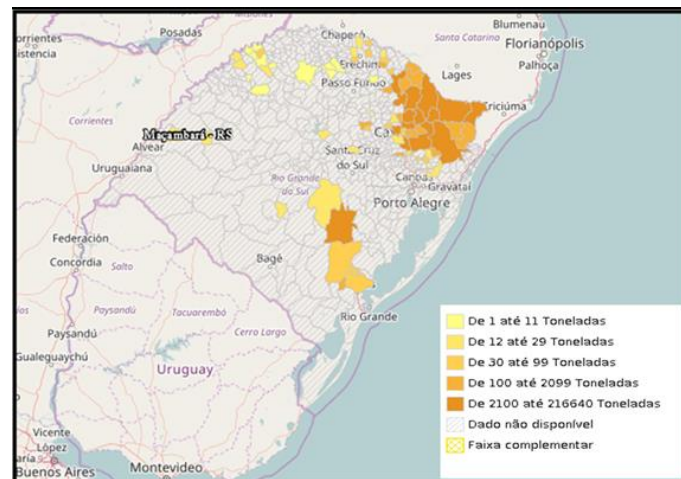 Posadas
Blumenau
Corrientes
Chapecó
Santa Catarina
Florianópolis
Palhoça
Erechim
Lages
Passo Fundo
Criciúma
Corrientes
Maçambará - RS
Alvear
Santa Cruz
do Sul
Uruguaiana
Canoas
Gravataí
Rio Grande
do Sul
Porto Alegre
Federación
Bagé
Concordia
Salto
Rio Grande
Paysandú
Tacuarembó
Paysandú
Cerro Largo
Gualeguaychú
Uruguay
Vicente
López
Buenos Aires
Montevideo
De 1 até 11 Toneladas
De 12 até 29 Toneladas
De 30 até 99 Toneladas
De 100 até 2099 Toneladas
De 2100 até 216640 Toneladas
Dado não disponível
Faixa complementar